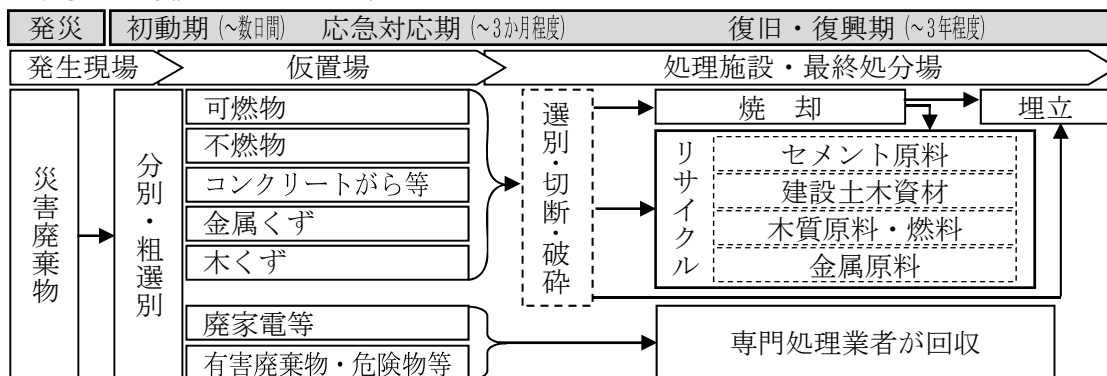 発災 初動期(~数日間) 応急対応期(~3か月程度) 復旧・復興期(~3年程度)
発生現場 仮置場 処理施設・最終処分場
災害廃棄物
分別・粗選別
可燃物
不燃物
コンクリートがら等
金属くず
木くず
廃家電等
有害廃棄物・危険物等
選別・切断・破砕
焼却
埋立
リサイクル
セメント原料
建設土木資材
木質原料・燃料
金属原料
専門処理業者が回収